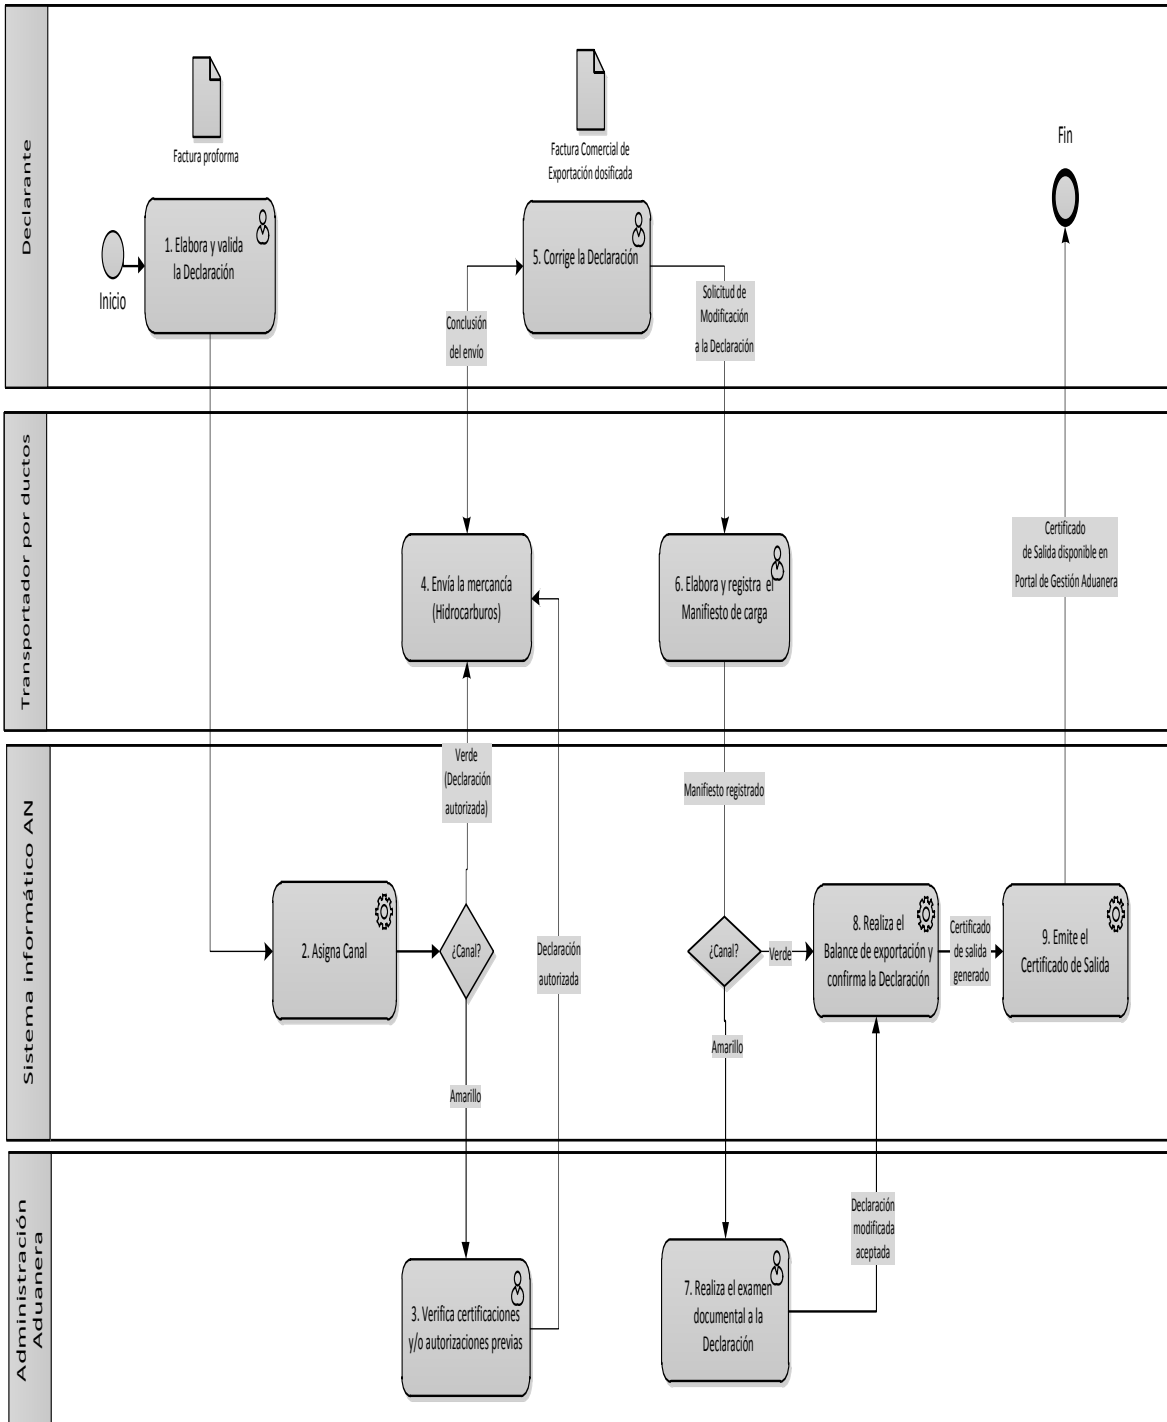 Declarante
Factura proforma
Factura Comercial de
Exportación dosificada
Fin
Inicio
1. Elabora y valida
la Declaración
5. Corrige la Declaración
Conclusión
del envío
Solicitud de
Modificación
a la Declaración
Transportador por ductos
4. Envía la mercancía
(Hidrocarburos)
6. Elabora y registra el
Manifiesto de carga
Certificado
de Salida disponible en
Portal de Gestión Aduanera
Sistema informático AN
Verde
(Declaración
autorizada)
Manifiesto registrado
2. Asigna Canal
¿Canal?
Declaración
autorizada
¿Canal?
Verde
8. Realiza el
Balance de exportación y
confirma la Declaración
Certificado
de salida
generado
9. Emite el
Certificado de Salida
Amarillo
Amarillo
Administración
Aduanera
3. Verifica certificaciones
y/o autorizaciones previas
7. Realiza el examen
documental a la
Declaración
Declaración
modificada
aceptada